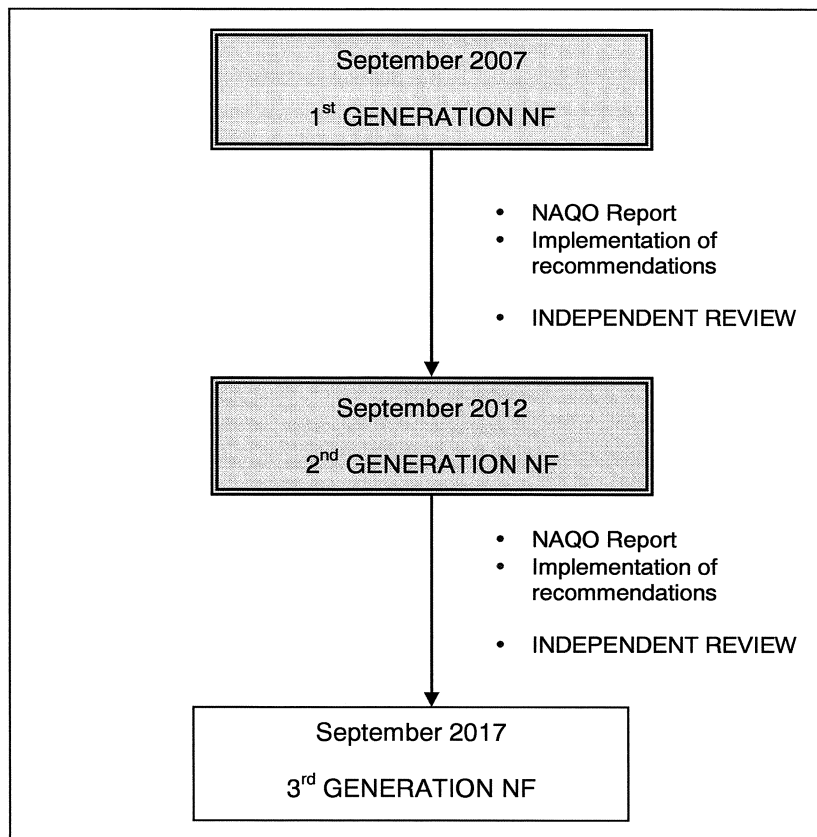 September 2007
1st GENERATION NF
• NAQO Report
• Implementation of
recommendations
• INDEPENDENT REVIEW
September 2012
2nd GENERATION NF
• NAQO Report
• Implementation of
recommendations
• INDEPENDENT REVIEW
September 2017
3rd GENERATION NF